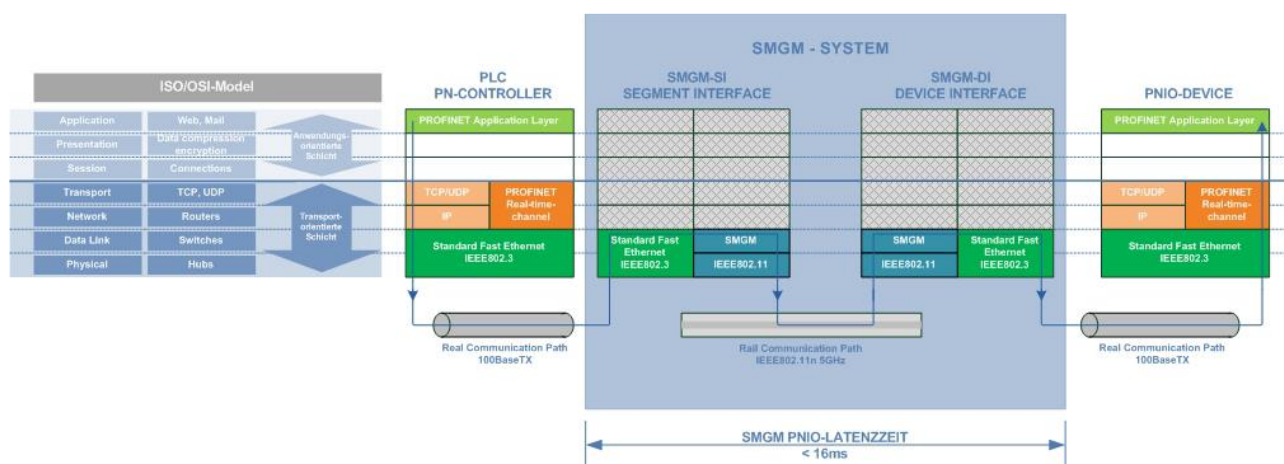 SMGM - SYSTEM
ISO/OSI-Model
PLC
PN-CONTROLLER
SMGM-SI
SEGMENT INTERFACE
SMGM-DI
DEVICE INTERFACE
PNIO-DEVICE
Application
Web, Mail
Presentation
Data compression
encryption
Session
Connections
Transport
TCP, UDP
Network
Routers
Data Link
Switches
Physical
Hubs
Anwendungs-
orientierte
Schicht
Transport-
orientierte
Schicht
PROFINET Application Layer
TCP/UDP
IP
PROFINET
Real-time-
channel
Standard Fast Ethernet
IEEE802.3
Standard Fast
Ethernet
IEEE802.3
SMGM
IEEE802.11
SMGM
IEEE802.11
Standard Fast
Ethernet
IEEE802.3
PROFINET Application Layer
TCP/UDP
IP
PROFINET
Real-time-
channel
Standard Fast Ethernet
IEEE802.3
Real Communication Path
100BaseTX
Rail Communication Path
IEEE802.11n 5GHz
Real Communication Path
100BaseTX
SMGM PNIO-LATENZZEIT
< 16ms